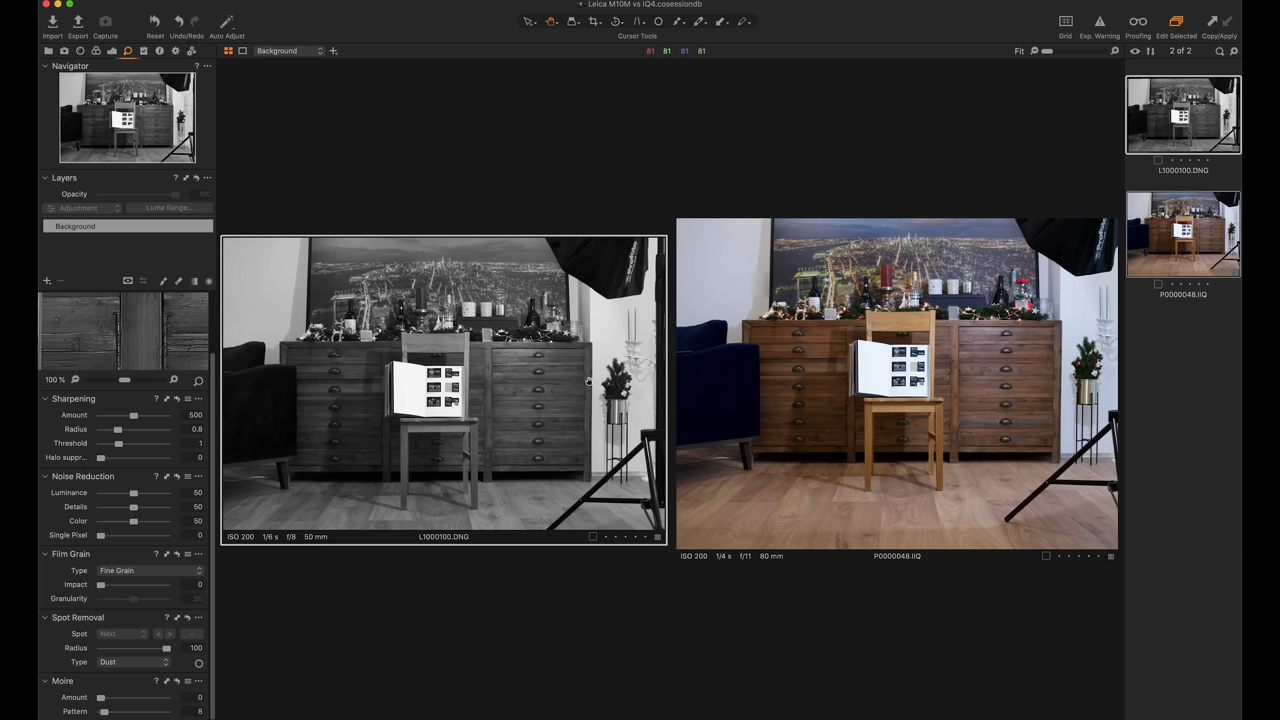 Leica M10M vs IQ4.cosessiondb
Import Export Capture Reset Undo/Redo Auto Adjust Cursor Tools Grid Exp. Warning Proofing Edit Selected Copy/Apply
Background 81 81 81 81 Fit 2 of 2
Navigator ?
Layers ?
Opacity 100
Adjustment Luma Range...
Background
100 %
Sharpening ?
Amount 500
Radius 0.8
Threshold 1
Halo suppr... 0
Noise Reduction ?
Luminance 50
Details 50
Color 50
Single Pixel 0
Film Grain ?
Type Fine Grain
Impact 0
Granularity 50
Spot Removal ?
Spot Next < > -
Radius 100
Type Dust
Moire ?
Amount 0
Pattern 8
Profoto
ISO 200 1/6 s f/8 50 mm L1000100.DNG
ISO 200 1/4 s f/11 80 mm P0000048.IIQ
L1000100.DNG
P0000048.IIQ